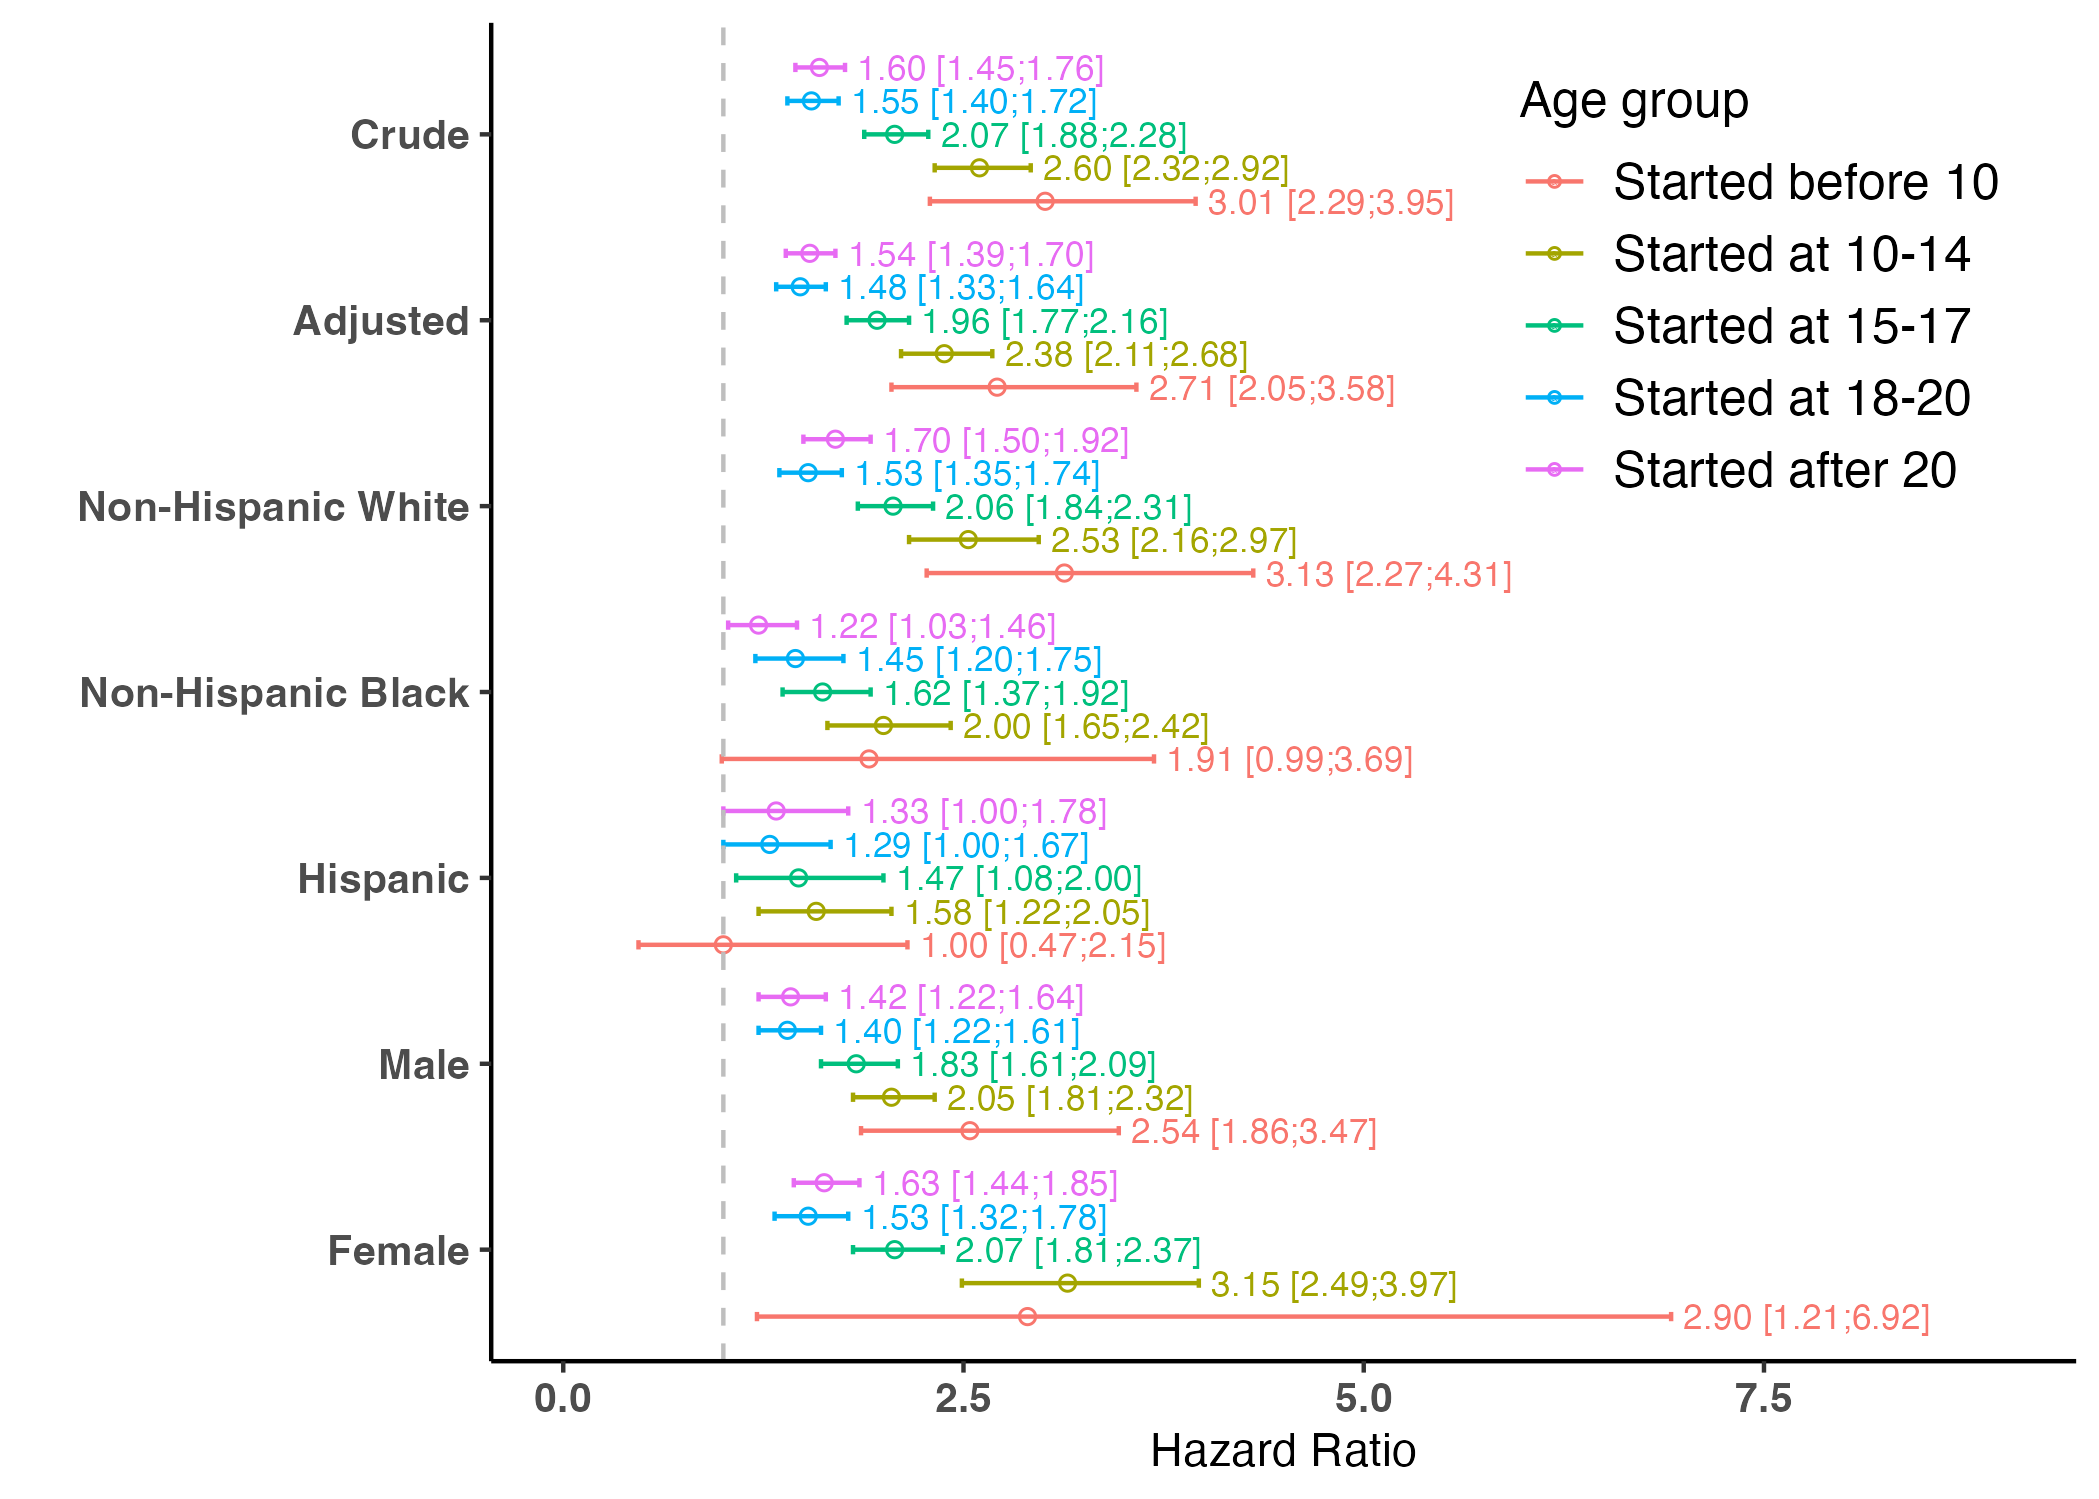 1.60 [1.45;1.76]
1.55 [1.40;1.72]
Crude
2.07 [1.88;2.28]
2.60 [2.32;2.92]
3.01 [2.29;3.95]
1.54 [1.39;1.70]
1.48 [1.33;1.64]
Adjusted
1.96 [1.77;2.16]
2.38 [2.11;2.68]
2.71 [2.05;3.58]
1.70 [1.50;1.92]
1.53 [1.35;1.74]
Non-Hispanic White
2.06 [1.84;2.31]
2.53 [2.16;2.97]
3.13 [2.27;4.31]
1.22 [1.03;1.46]
1.45 [1.20;1.75]
Non-Hispanic Black
1.62 [1.37;1.92]
2.00 [1.65;2.42]
1.91 [0.99;3.69]
1.33 [1.00;1.78]
1.29 [1.00;1.67]
Hispanic
1.47 [1.08;2.00]
1.58 [1.22;2.05]
1.00 [0.47;2.15]
1.42 [1.22;1.64]
1.40 [1.22;1.61]
Male
1.83 [1.61;2.09]
2.05 [1.81;2.32]
2.54 [1.86;3.47]
1.63 [1.44;1.85]
1.53 [1.32;1.78]
Female
2.07 [1.81;2.37]
3.15 [2.49;3.97]
2.90 [1.21;6.92]
0.0 2.5 5.0 7.5
Hazard Ratio
Age group
Started before 10
Started at 10-14
Started at 15-17
Started at 18-20
Started after 20